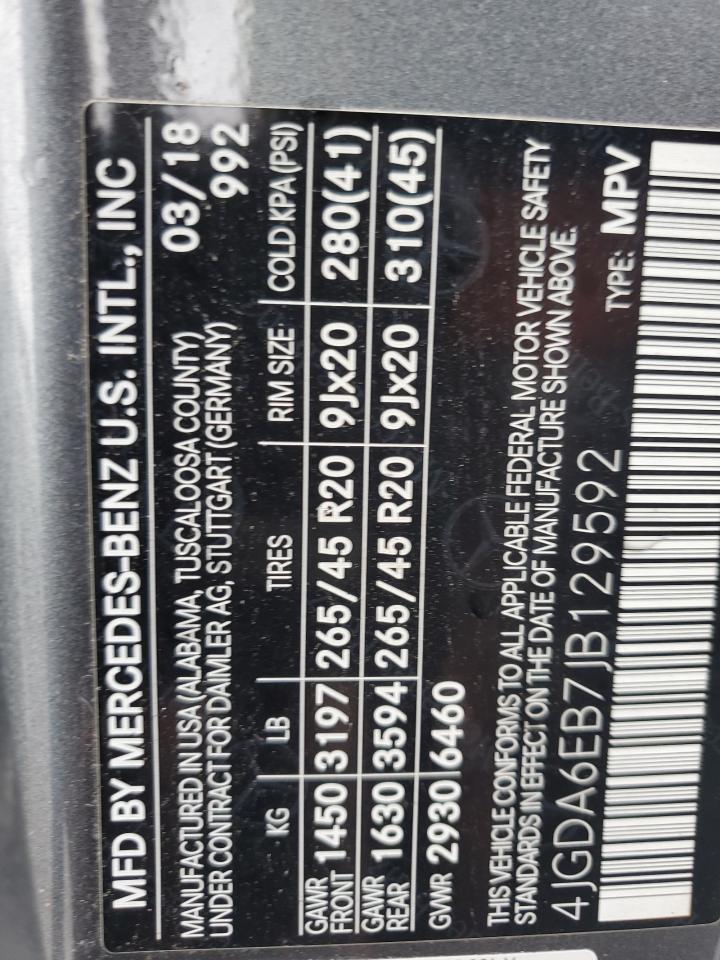 MFD BY MERCEDES-BENZ U.S. INTL., INC
MANUFACTURED IN USA (ALABAMA, TUSCALOOSA COUNTY) 03/18
UNDER CONTRACT FOR DAIMLER AG, STUTTGART (GERMANY) 992
KG LB TIRES RIM SIZE COLD KPA (PSI)
GAWR FRONT 1450 3197 265/45 R20 9Jx20 280(41)
GAWR REAR 1630 3594 265/45 R20 9Jx20 310(45)
GVWR 2930 6460
THIS VEHICLE CONFORMS TO ALL APPLICABLE FEDERAL MOTOR VEHICLE SAFETY
STANDARDS IN EFFECT ON THE DATE OF MANUFACTURE SHOWN ABOVE.
4JGDA6EB7JB129592 TYPE: MPV